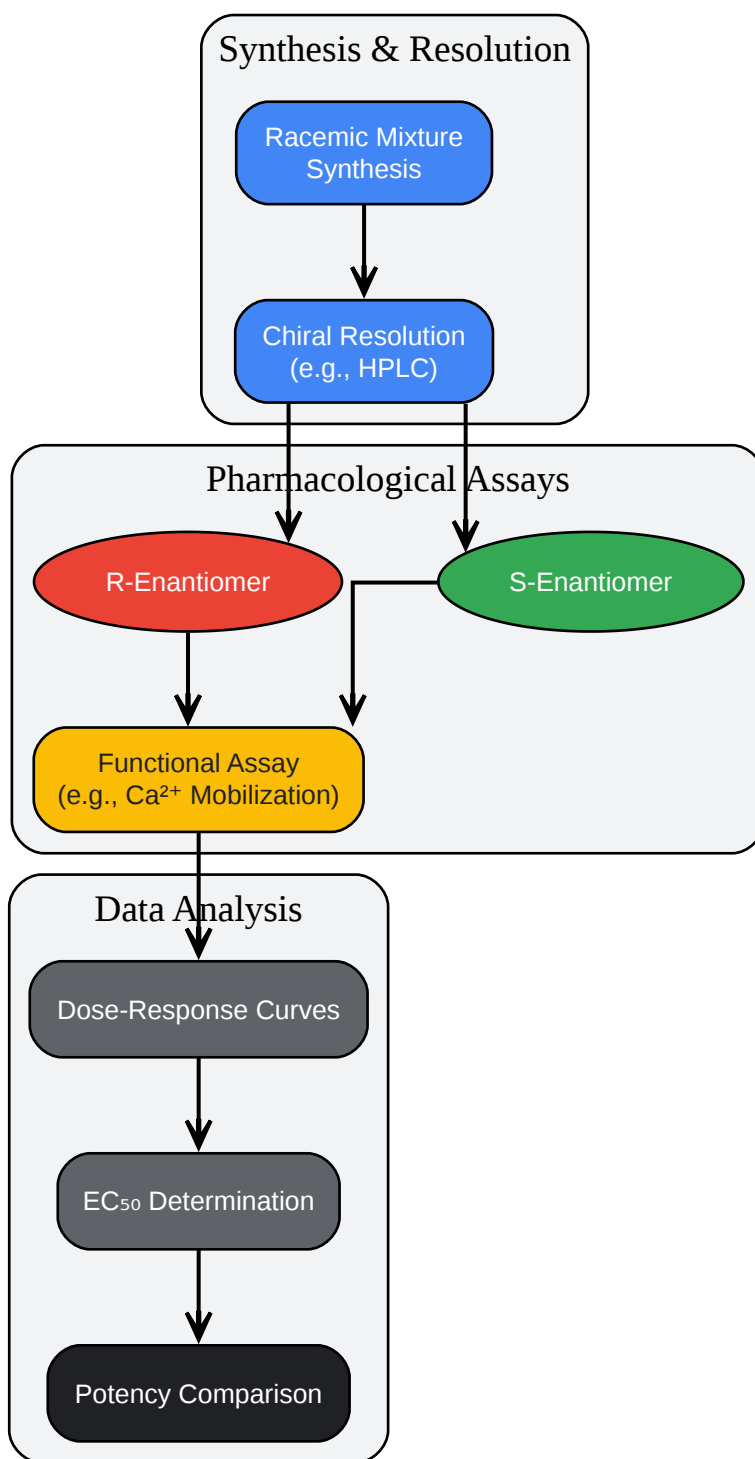 Synthesis & Resolution
Racemic Mixture
Synthesis
Chiral Resolution
(e.g., HPLC)
Pharmacological Assays
R-Enantiomer
S-Enantiomer
Functional Assay
(e.g., Ca²⁺ Mobilization)
Data Analysis
Dose-Response Curves
EC₅₀ Determination
Potency Comparison